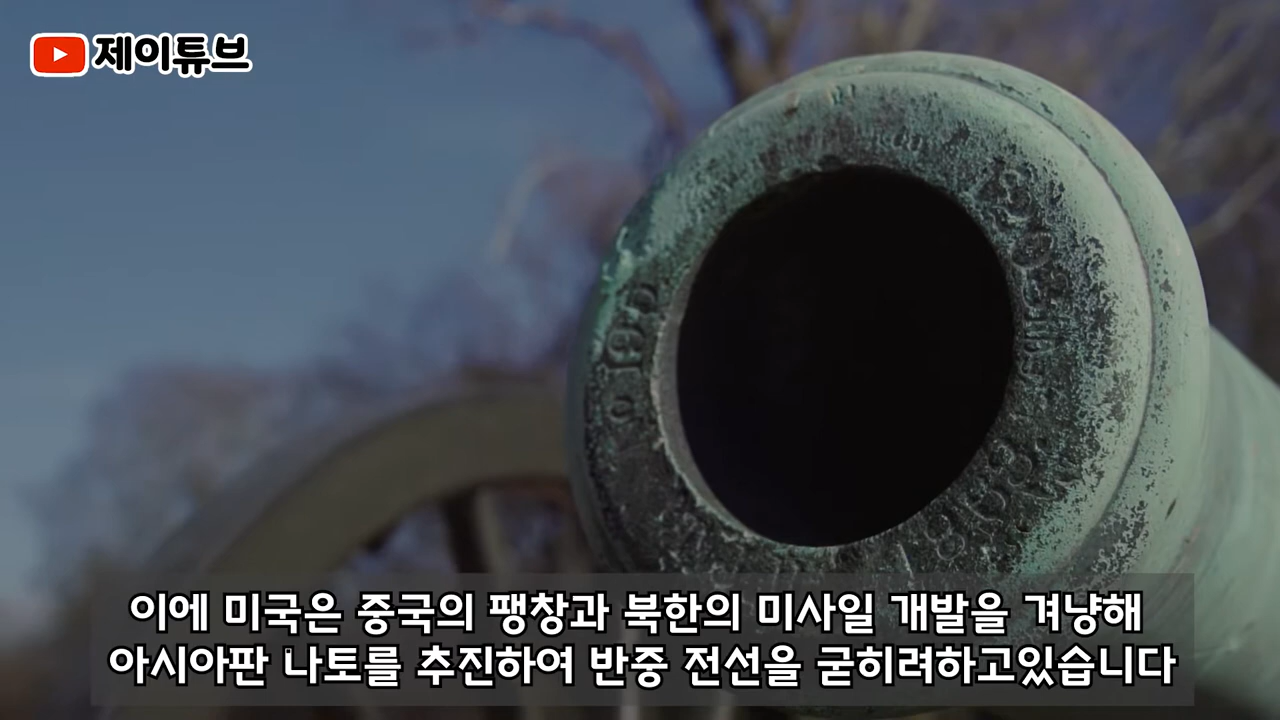 제이튜브
이에 미국은 중국의 팽창과 북한의 미사일 개발을 겨냥해
아시아판 나토를 추진하여 반중 전선을 굳히려하고있습니다
1863